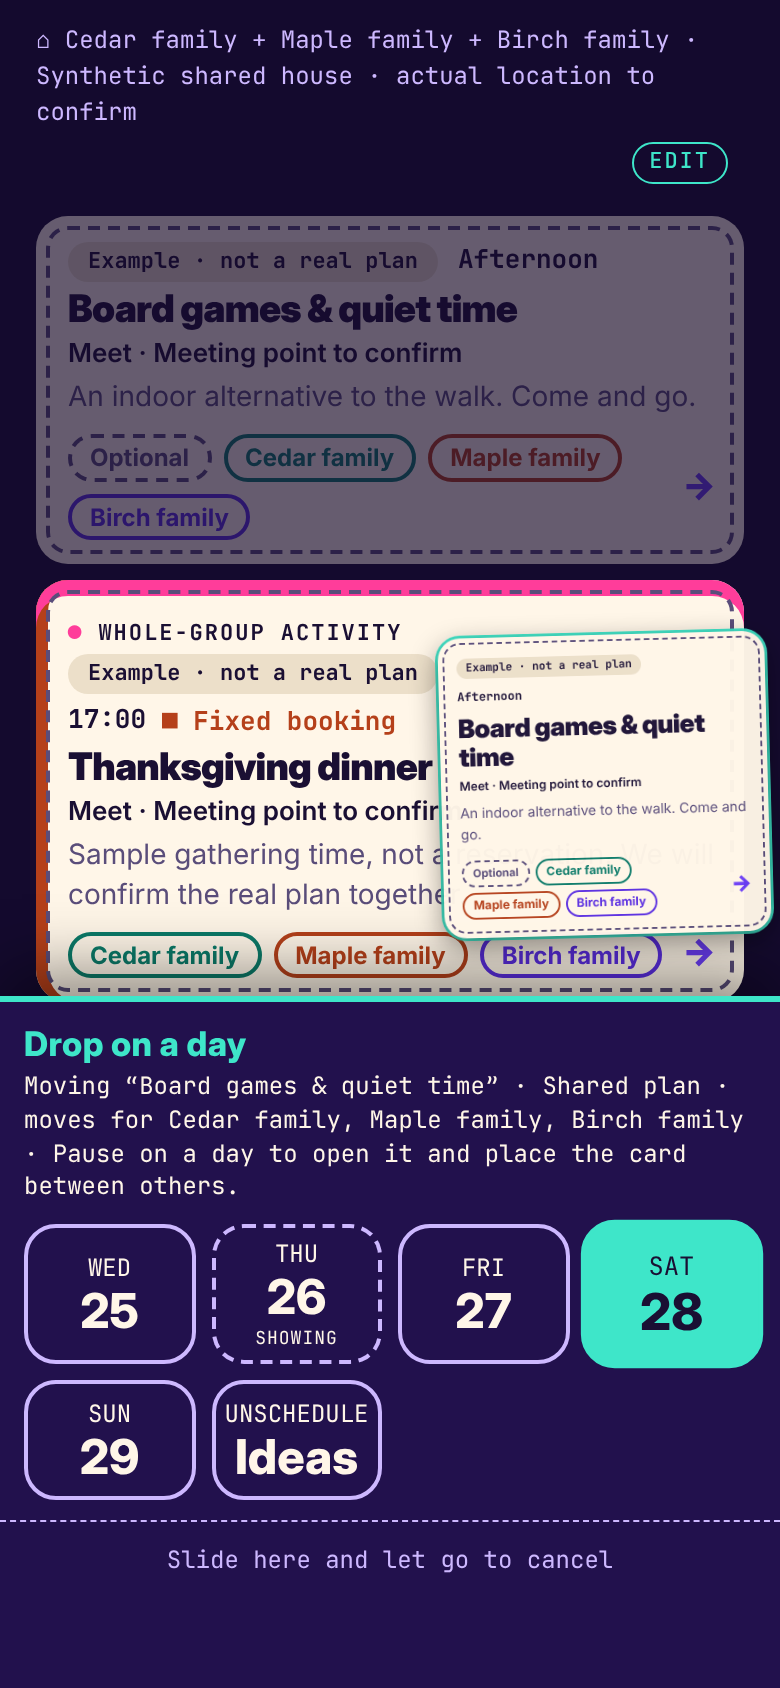 ⌂ Cedar family + Maple family + Birch family ·
Synthetic shared house · actual location to
confirm
EDIT
Example · not a real plan Afternoon
Board games & quiet time
Meet · Meeting point to confirm
An indoor alternative to the walk. Come and go.
Optional Cedar family Maple family
Birch family →
WHOLE-GROUP ACTIVITY
Example · not a real plan
17:00 ■ Fixed booking
Thanksgiving dinner
Meet · Meeting point to confir
Sample gathering time, not a reservation. We will
confirm the real plan togethe
Cedar family Maple family Birch family →
Example · not a real plan
Afternoon
Board games & quiet
time
Meet · Meeting point to confirm
An indoor alternative to the walk. Come and
go.
Optional Cedar family
Maple family Birch family →
Drop on a day
Moving “Board games & quiet time” · Shared plan ·
moves for Cedar family, Maple family, Birch family
· Pause on a day to open it and place the card
between others.
WED THU FRI SAT
25 26 27 28
SHOWING
SUN UNSCHEDULE
29 Ideas
Slide here and let go to cancel